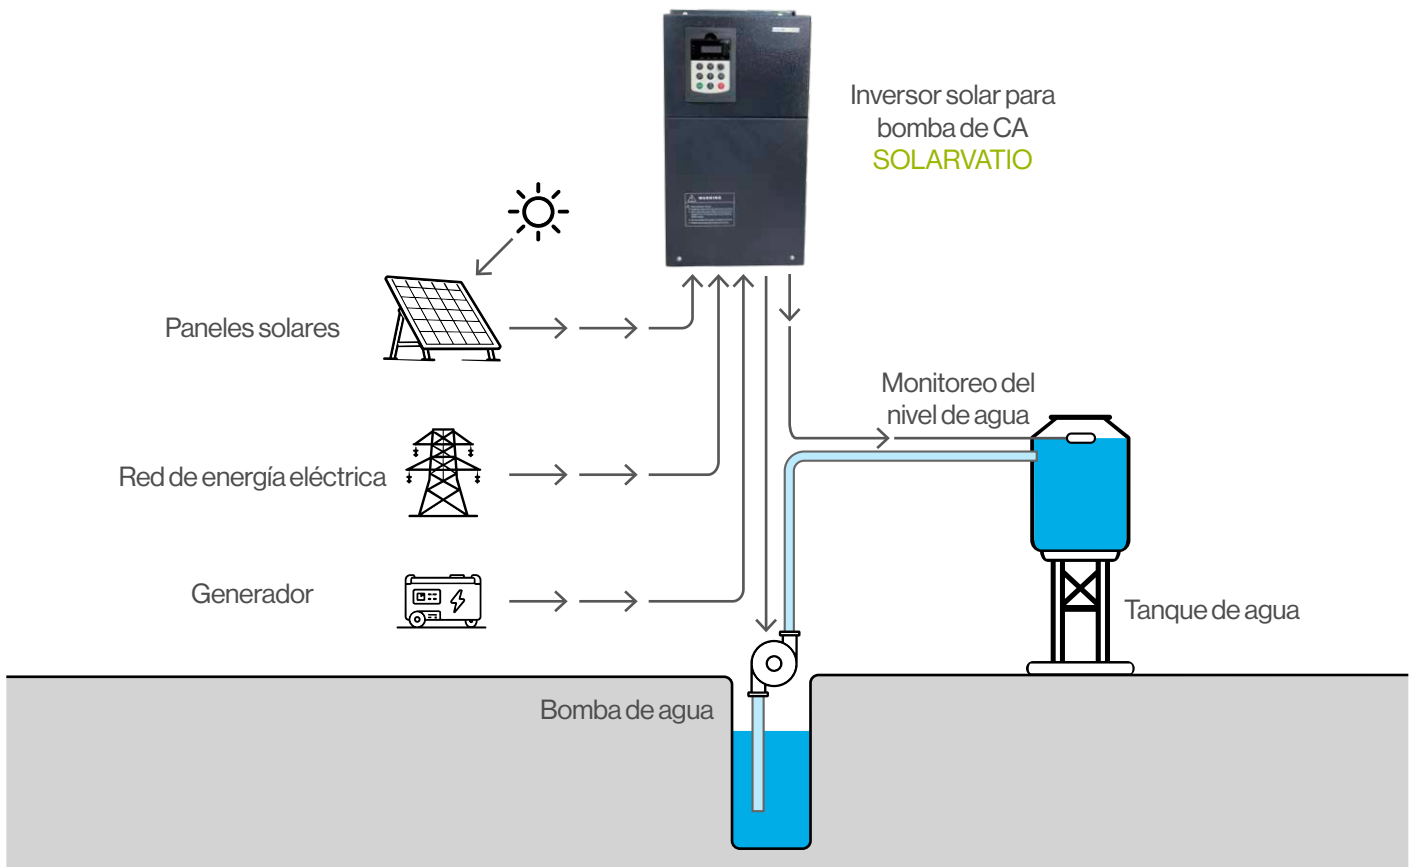 Inversor solar para
bomba de CA
SOLARVATIO
WARNING
Paneles solares
Monitoreo del
nivel de agua
Red de energía eléctrica
Generador
Tanque de agua
Bomba de agua